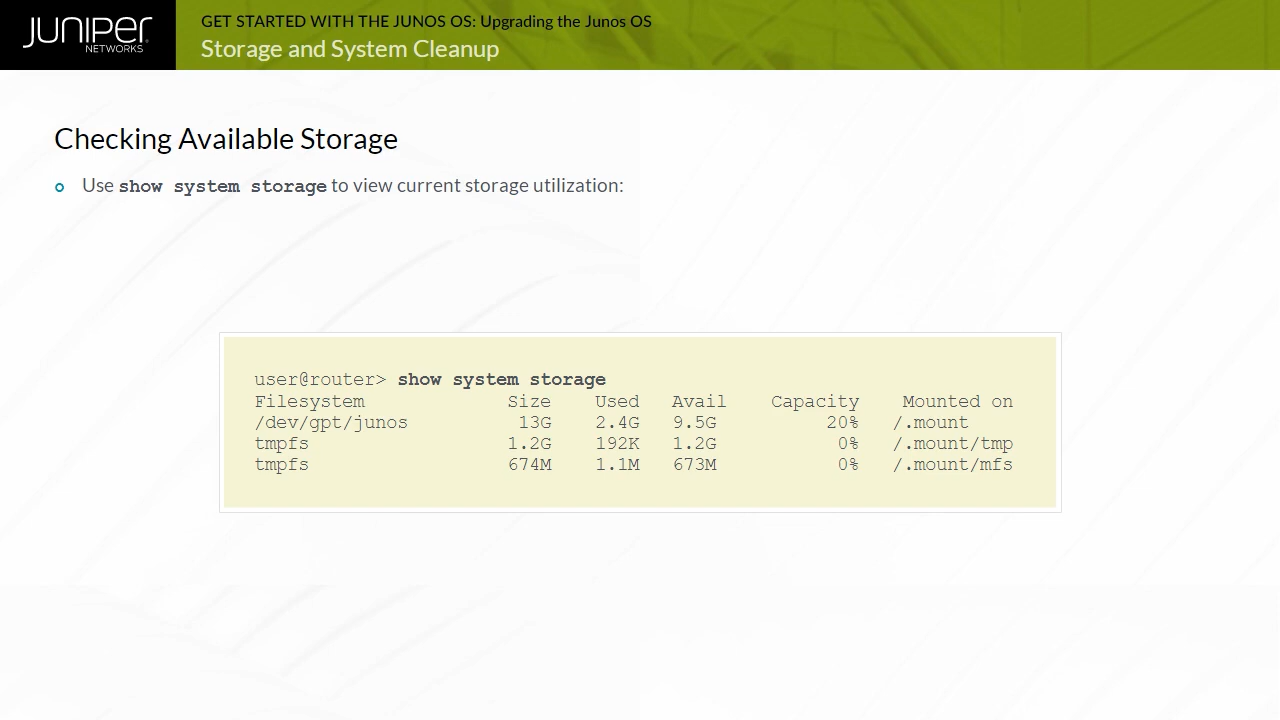 JUNIPER NETWORKS
GET STARTED WITH THE JUNOS OS: Upgrading the Junos OS
Storage and System Cleanup
Checking Available Storage
Use show system storage to view current storage utilization:
user@router> show system storage
Filesystem Size Used Avail Capacity Mounted on
/dev/gpt/junos 13G 2.4G 9.5G 20% /.mount
tmpfs 1.2G 192K 1.2G 0% /.mount/tmp
tmpfs 674M 1.1M 673M 0% /.mount/mfs